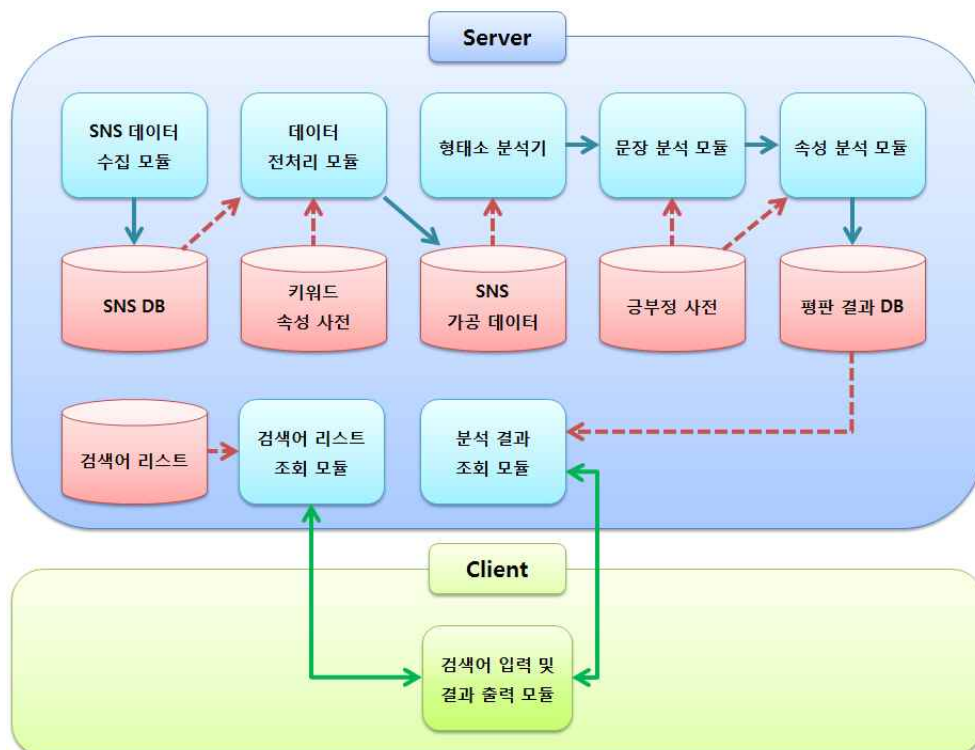 Server
SNS 데이터
수집 모듈
데이터
전처리 모듈
형태소 분석기
문장 분석 모듈
속성 분석 모듈
SNS DB
키워드
속성 사전
SNS
가공 데이터
긍부정 사전
평판 결과 DB
검색어 리스트
검색어 리스트
조회 모듈
분석 결과
조회 모듈
Client
검색어 입력 및
결과 출력 모듈